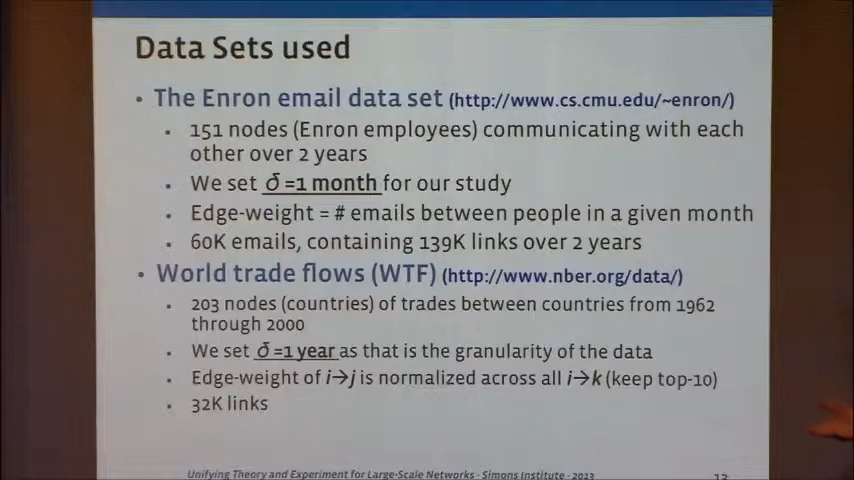 Data Sets used
• The Enron email data set (http://www.cs.cmu.edu/~enron/)
• 151 nodes (Enron employees) communicating with each
other over 2 years
• We set δ=1 month for our study
• Edge-weight = # emails between people in a given month
• 60K emails, containing 139K links over 2 years
• World trade flows (WTF) (http://www.nber.org/data/)
• 203 nodes (countries) of trades between countries from 1962
through 2000
• We set δ=1 year as that is the granularity of the data
• Edge-weight of i→j is normalized across all i→k (keep top-10)
• 32K links
Unifying Theory and Experiment for Large-Scale Networks - Simons Institute - 2013